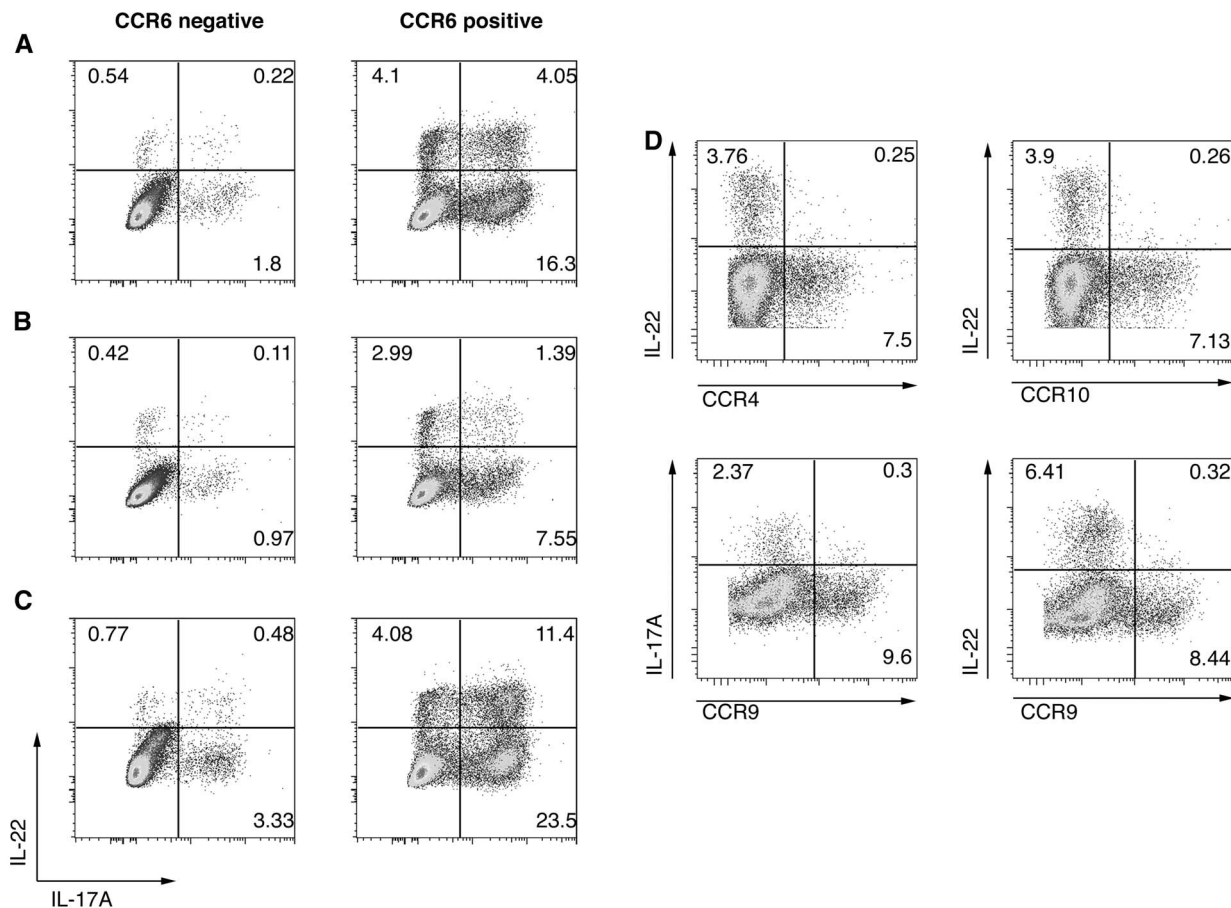 CCR6 negative
CCR6 positive
A
0.54
0.22
1.8
4.1
4.05
16.3
B
0.42
0.11
0.97
2.99
1.39
7.55
C
0.77
0.48
3.33
4.08
11.4
23.5
IL-22
IL-17A
D
3.76
0.25
7.5
IL-22
CCR4
3.9
0.26
7.13
IL-22
CCR10
2.37
0.3
9.6
IL-17A
CCR9
6.41
0.32
8.44
IL-22
CCR9